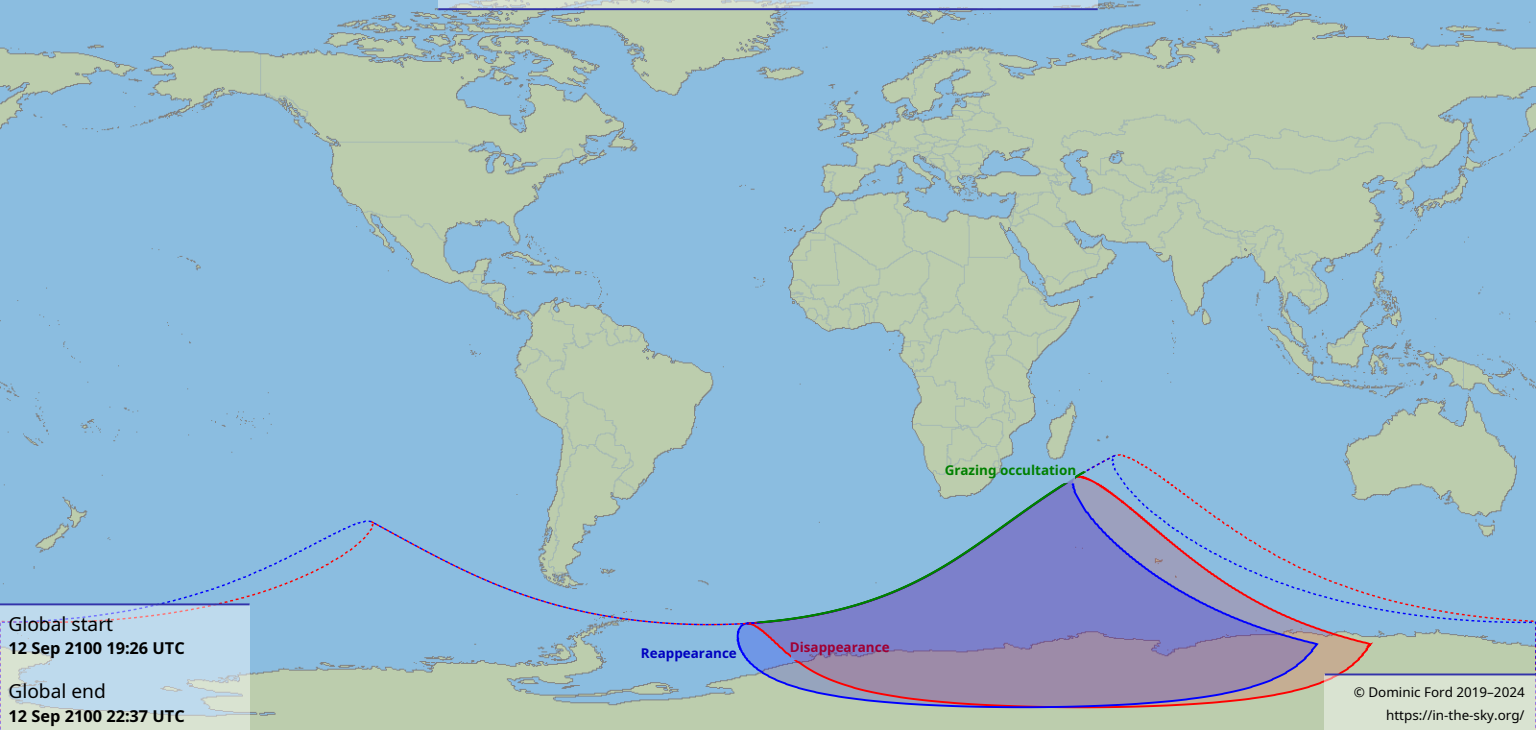 Grazing occultation
Reappearance
Disappearance
Global start
12 Sep 2100 19:26 UTC
Global end
12 Sep 2100 22:37 UTC
© Dominic Ford 2019–2024
https://in-the-sky.org/